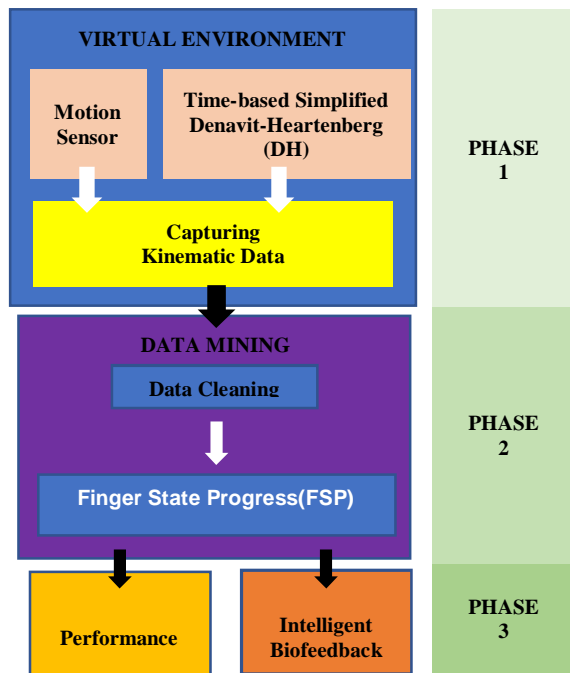 VIRTUAL ENVIRONMENT
Motion
Sensor
Time-based Simplified
Denavit-Heartenberg
(DH)
Capturing
Kinematic Data
PHASE
1
DATA MINING
Data Cleaning
Finger State Progress(FSP)
PHASE
2
Performance
Intelligent
Biofeedback
PHASE
3